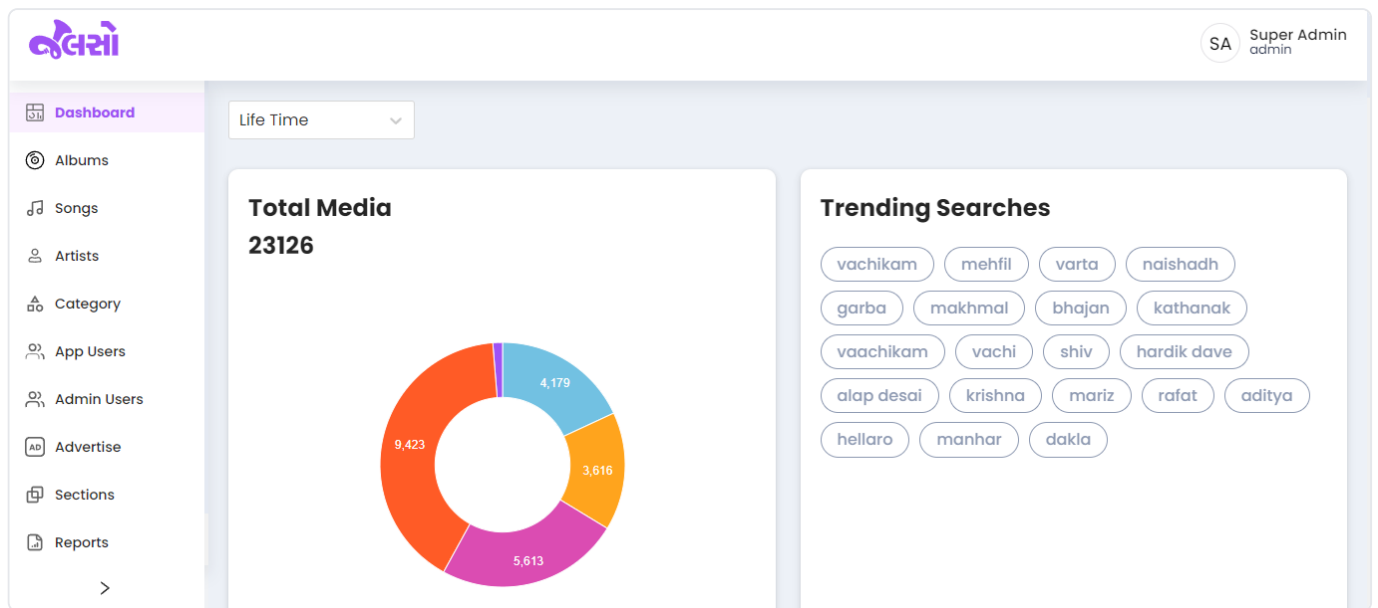 જલસો
SA
Super Admin
admin
Dashboard
Albums
Songs
Artists
Category
App Users
Admin Users
AD
Advertise
Sections
Reports
Life Time
Total Media
23126
4,179
3,616
5,613
9,423
Trending Searches
vachikam mehfil varta naishadh
garba makhmal bhajan kathanak
vaachikam vachi shiv hardik dave
alap desai krishna mariz rafat aditya
hellaro manhar dakla